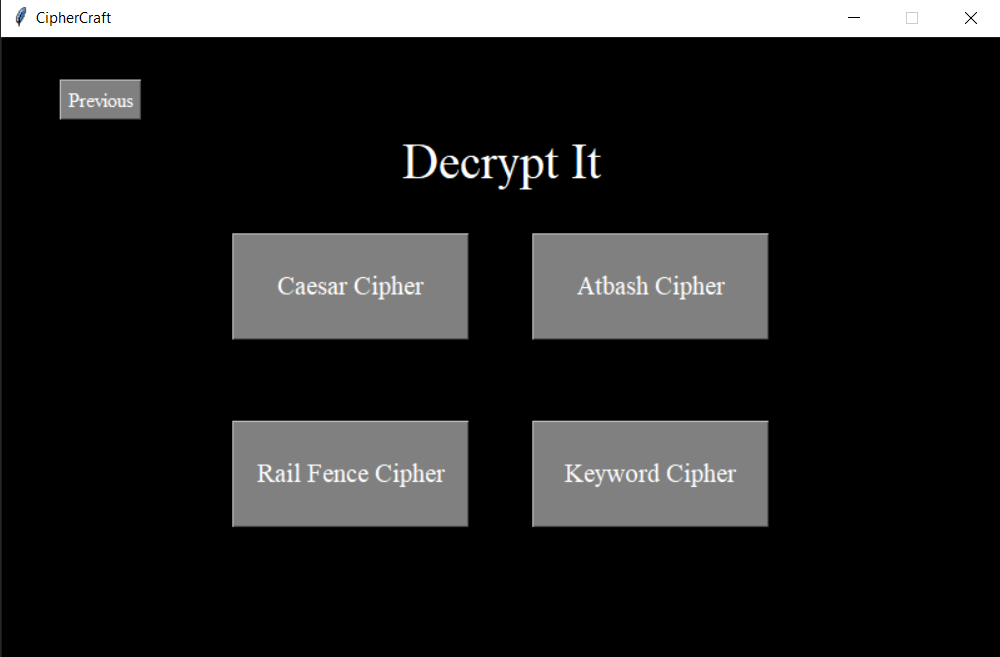 CipherCraft
Previous
Decrypt It
Caesar Cipher
Atbash Cipher
Rail Fence Cipher
Keyword Cipher